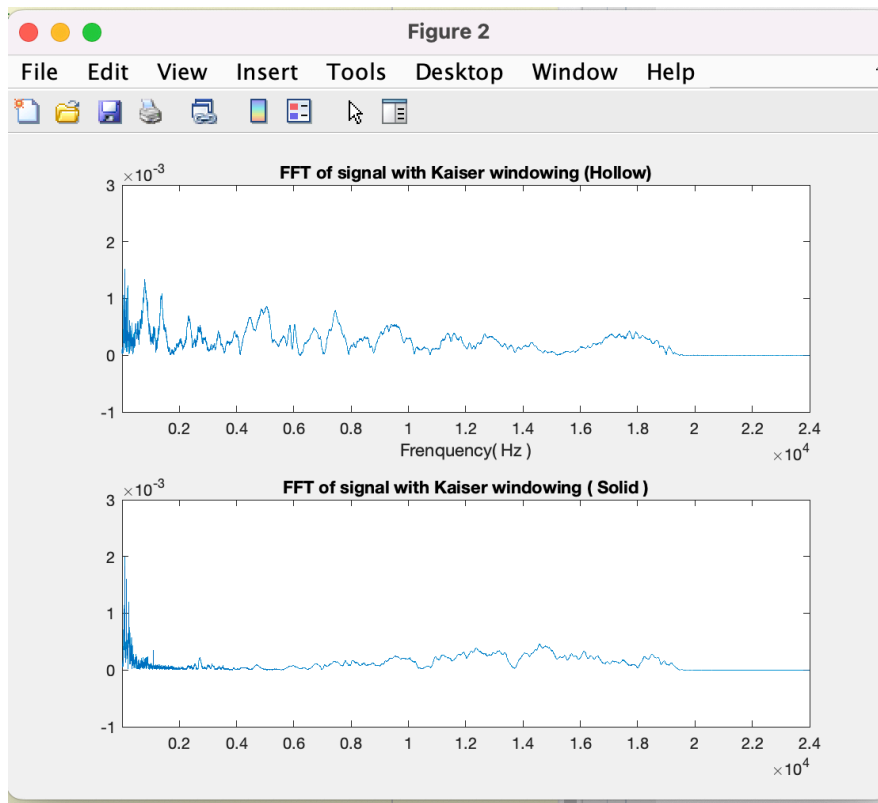 Figure 2
File Edit View Insert Tools Desktop Window Help
FFT of signal with Kaiser windowing (Hollow)
×10-3
3
2
1
0
-1
0.2 0.4 0.6 0.8 1 1.2 1.4 1.6 1.8 2 2.2 2.4
Frenquency( Hz )
×104
FFT of signal with Kaiser windowing ( Solid )
×10-3
3
2
1
0
-1
0.2 0.4 0.6 0.8 1 1.2 1.4 1.6 1.8 2 2.2 2.4
×104